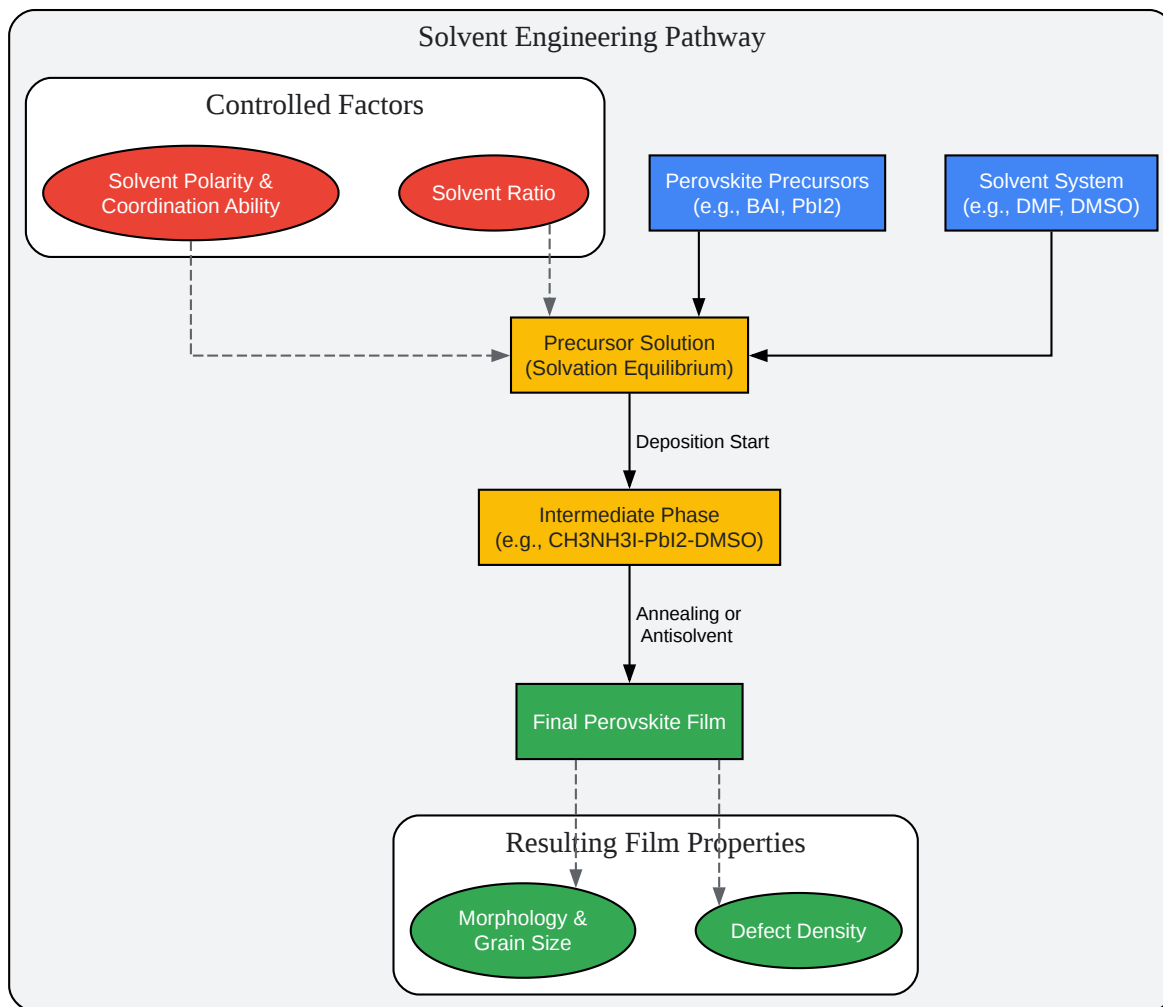 Solvent Engineering Pathway
Controlled Factors
Solvent Polarity &
Coordination Ability
Solvent Ratio
Perovskite Precursors
(e.g., BAI, PbI2)
Solvent System
(e.g., DMF, DMSO)
Precursor Solution
(Solvation Equilibrium)
Deposition Start
Intermediate Phase
(e.g., CH3NH3I-PbI2-DMSO)
Annealing or
Antisolvent
Final Perovskite Film
Resulting Film Properties
Morphology &
Grain Size
Defect Density